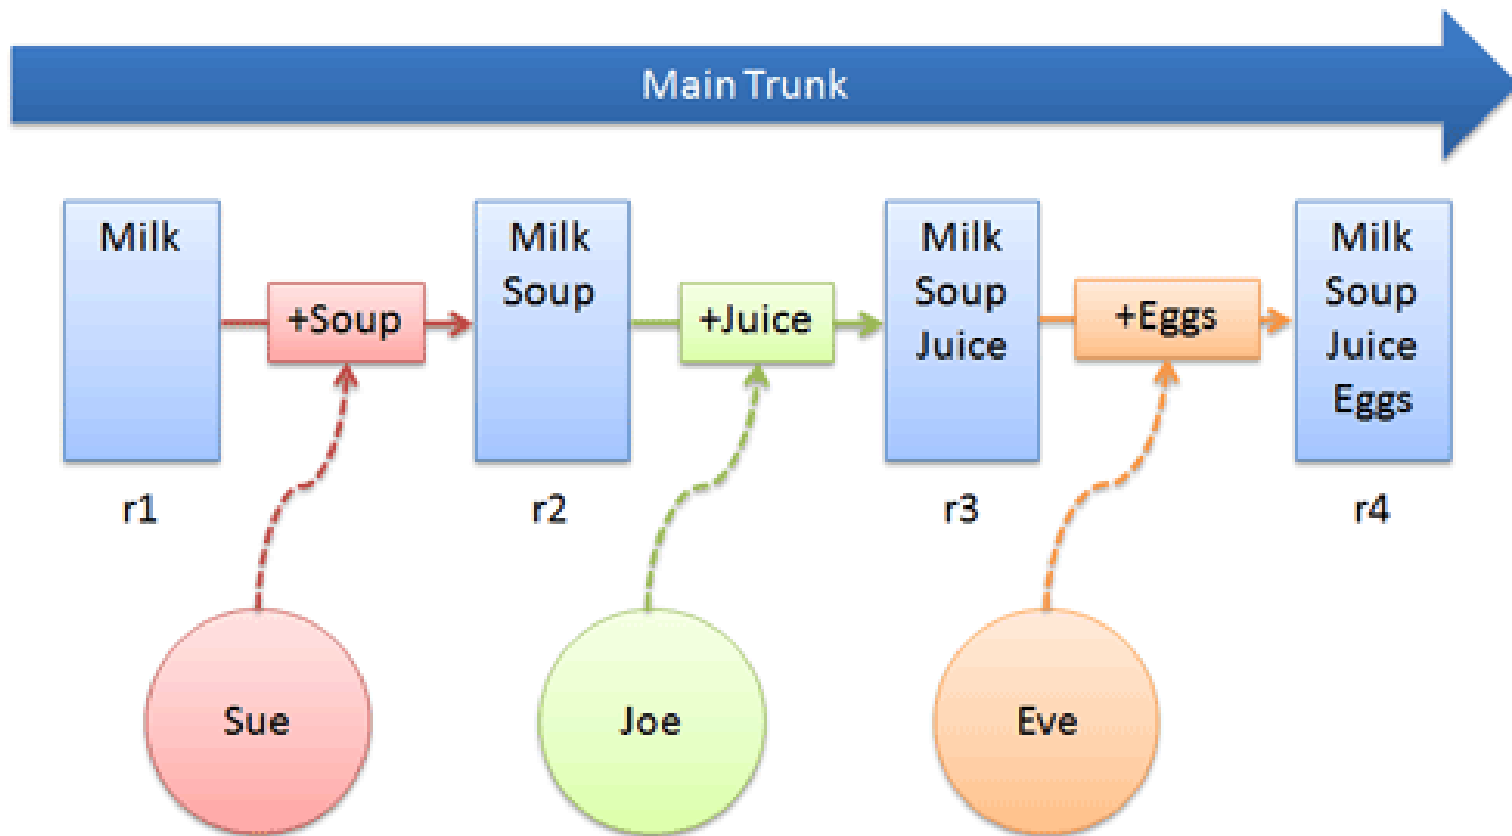 Main Trunk
Milk
+Soup
Milk
Soup
+Juice
Milk
Soup
Juice
+Eggs
Milk
Soup
Juice
Eggs
r1
r2
r3
r4
Sue
Joe
Eve